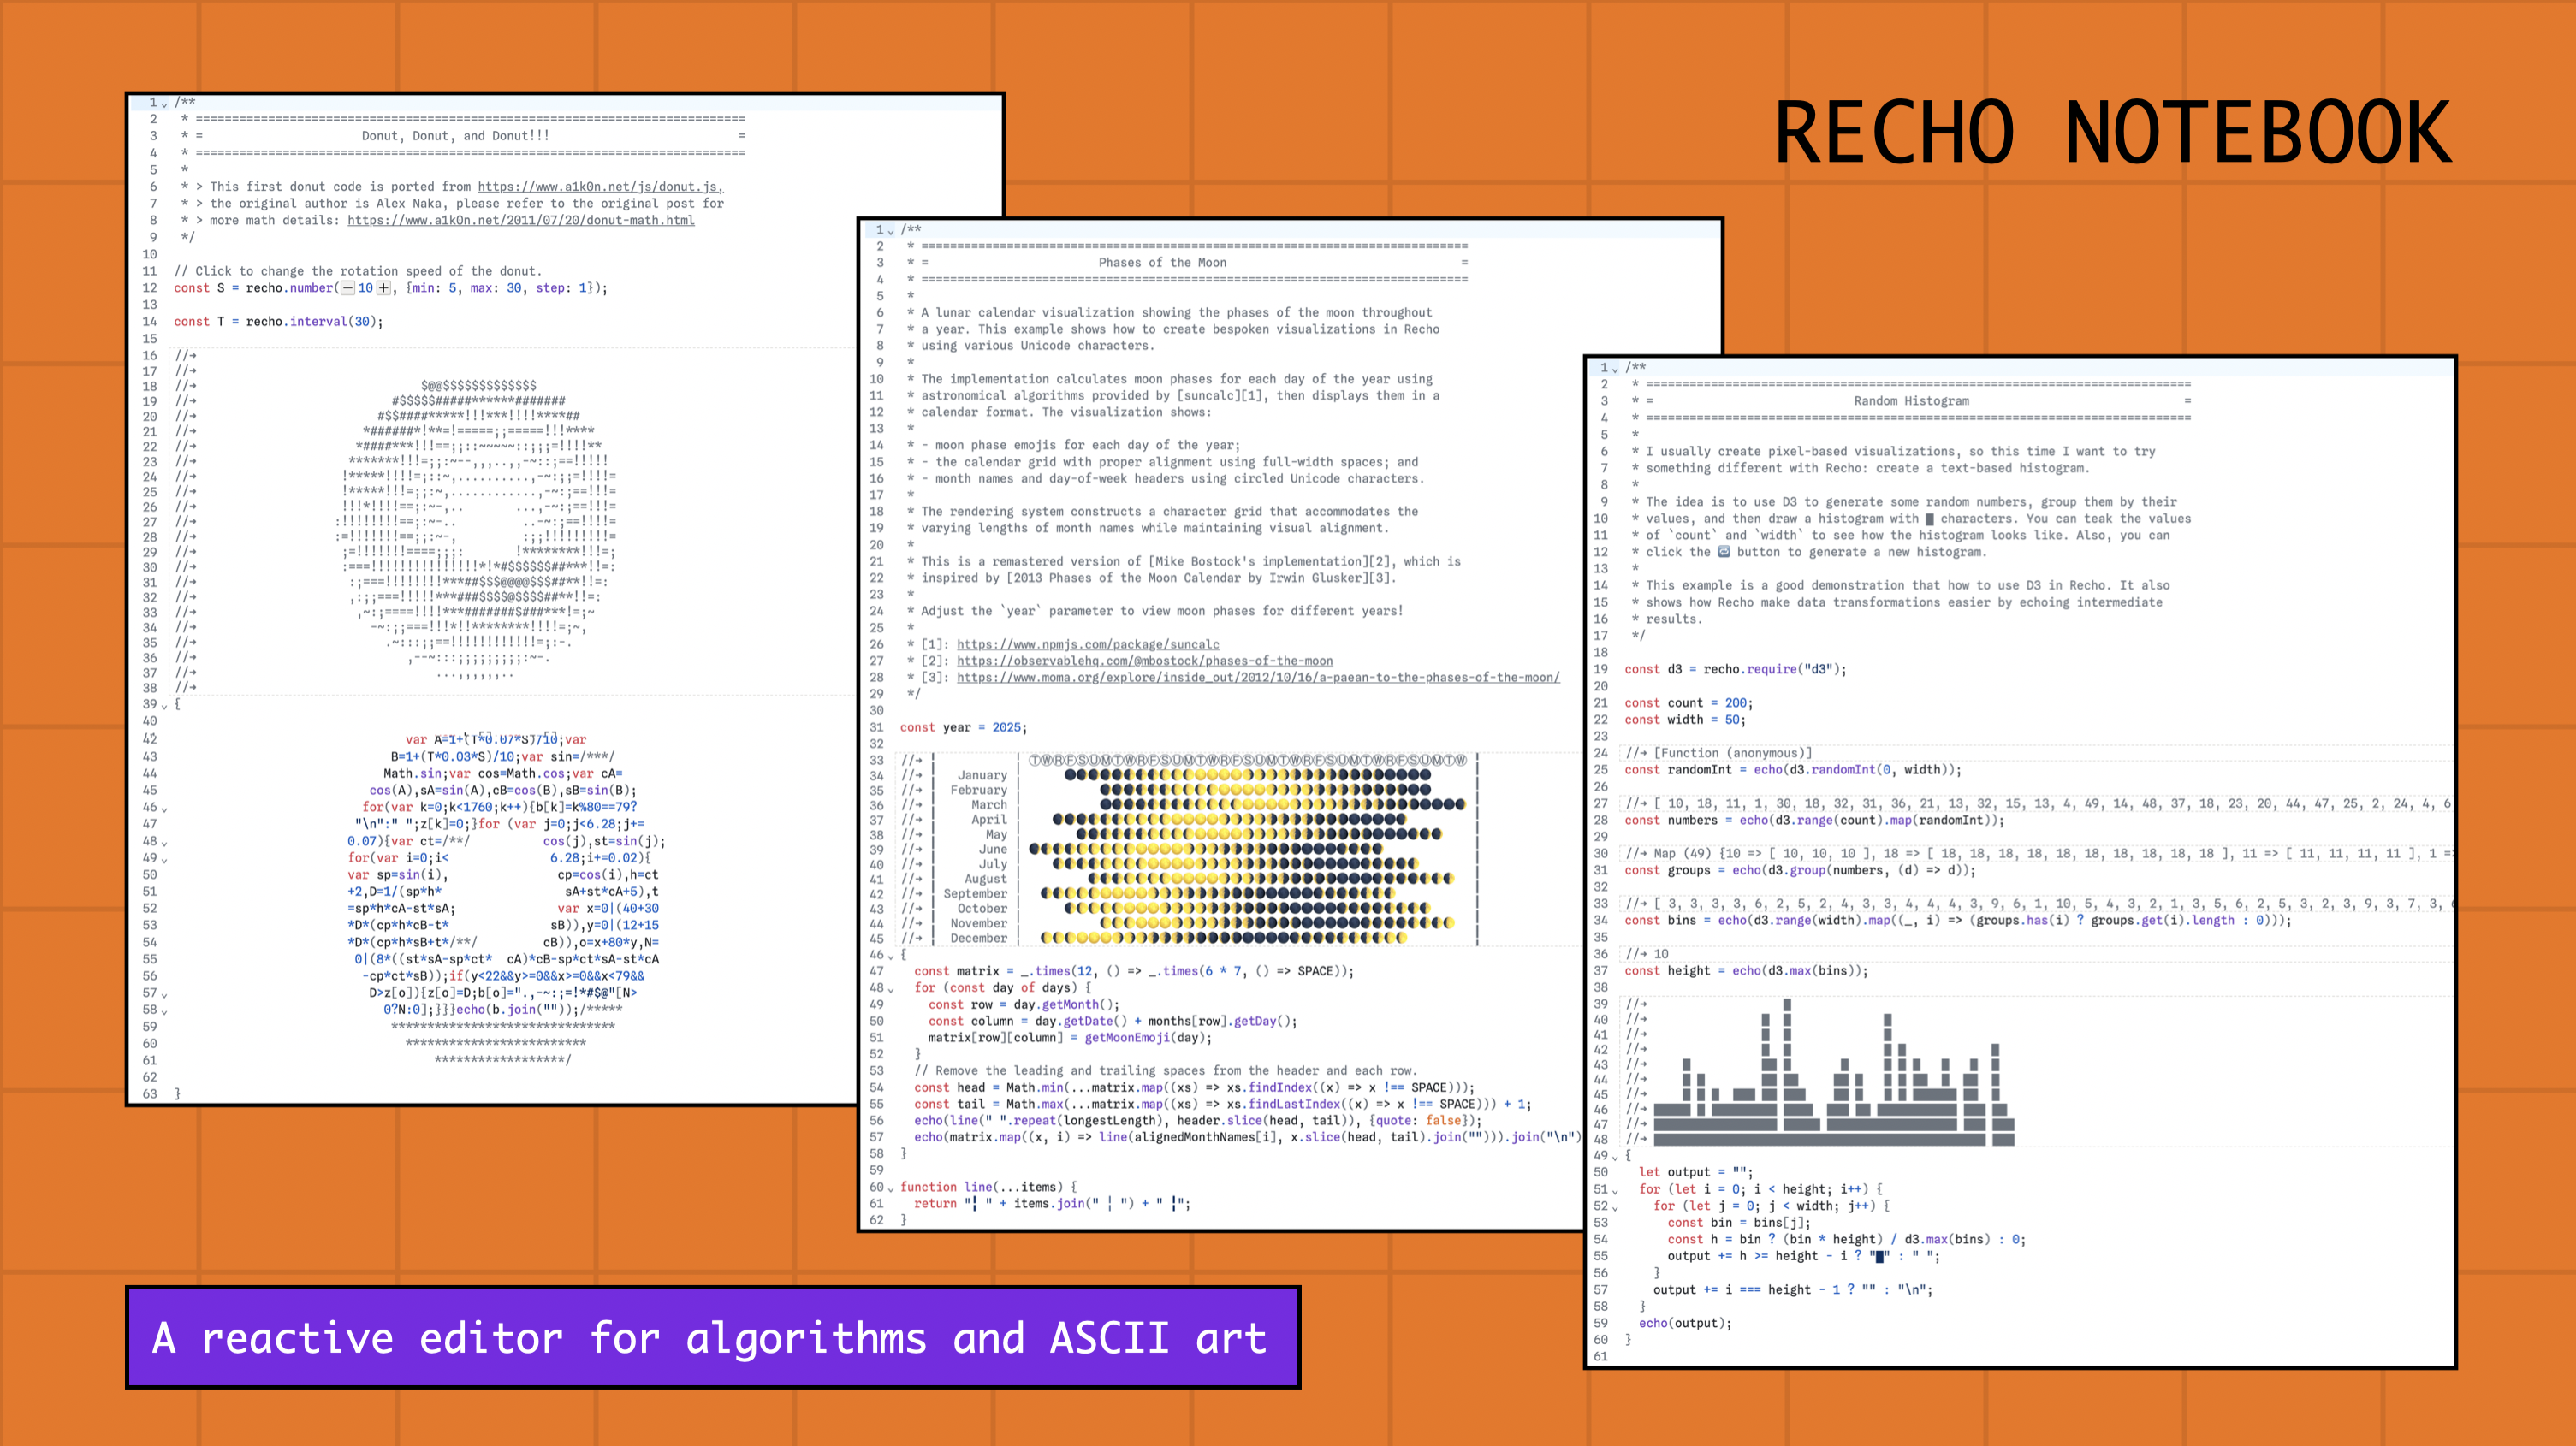 RECHO NOTEBOOK
1 /**
2 * ============================================================================
3 * = Donut, Donut, and Donut!!! =
4 * ============================================================================
5 *
6 * > This first donut code is ported from https://www.a1k0n.net/js/donut.js,
7 * > the original author is Alex Naka, please refer to the original post for
8 * > more math details: https://www.a1k0n.net/2011/07/20/donut-math.html
9 */
10
11 // Click to change the rotation speed of the donut.
12 const S = recho.number(−10+, {min: 5, max: 30, step: 1});
13
14 const T = recho.interval(30);
15
16 //→
17 //→
18 //→ $@@$$$$$$$$$$$$$
19 //→ #$$$$$#####******#######
20 //→ #$$####*****!!!***!!!!****##
21 //→
22 //→
23 //→
24 //→
25 //→
26 //→
27 //→
28 //→
29 //→
30 //→
31 //→
32 //→
33 //→
34 //→
35 //→
36 //→
37 //→
38 //→
39 {
40
42 var A=1+(T*0.07*S)/10;var
43 B=1+(T*0.03*S)/10;var sin=/***/
44 Math.sin;var cos=Math.cos;var cA=
45 cos(A),sA=sin(A),cB=cos(B),sB=sin(B);
46 for(var k=0;k<1760;k++){b[k]=k%80==79?
47 "\n":" ";z[k]=0;}for (var j=0;j<6.28;j+=
48 0.07){var ct=/**/ cos(j),st=sin(j);
49 for(var i=0;i< 6.28;i+=0.02){
50 var sp=sin(i), cp=cos(i),h=ct
51 +2,D=1/(sp*h* sA+st*cA+5),t
52 =sp*h*cA-st*sA; var x=0|(40+30
53 *D*(cp*h*cB-t* sB)),y=0|(12+15
54 *D*(cp*h*sB+t*/**/ cB)),o=x+80*y,N=
55 0|(8*((st*sA-sp*ct* cA)*cB-sp*ct*sA-st*cA
56 -cp*ct*sB));if(y<22&&y>=0&&x>=0&&x<79&&
57 D>z[o]){z[o]=D;b[o]=".,-~:;=!*#$@"[N>
58 0?N:0];}}}echo(b.join(""));/*****
59 *******************************
60 *************************
61 ******************/
62
63 }
1 /**
2 * ============================================================================
3 * = Phases of the Moon =
4 * ============================================================================
5 *
6 * A lunar calendar visualization showing the phases of the moon throughout
7 * a year. This example shows how to create bespoken visualizations in Recho
8 * using various Unicode characters.
9 *
10 * The implementation calculates moon phases for each day of the year using
11 * astronomical algorithms provided by [suncalc][1], then displays them in a
12 * calendar format. The visualization shows:
13 *
14 * - moon phase emojis for each day of the year;
15 * - the calendar grid with proper alignment using full-width spaces; and
16 * - month names and day-of-week headers using circled Unicode characters.
17 *
18 * The rendering system constructs a character grid that accommodates the
19 * varying lengths of month names while maintaining visual alignment.
20 *
21 * This is a remastered version of [Mike Bostock's implementation][2], which is
22 * inspired by [2013 Phases of the Moon Calendar by Irwin Glusker][3].
23 *
24 * Adjust the `year` parameter to view moon phases for different years!
25 *
26 * [1]: https://www.npmjs.com/package/suncalc
27 * [2]: https://observablehq.com/@mbostock/phases-of-the-moon
28 * [3]: https://www.moma.org/explore/inside_out/2012/10/16/a-paean-to-the-phases-of-the-moon/
29 */
30
31 const year = 2025;
32
33 //→ ⓉⓌⓇⒻⓈⓊⓂⓉⓌⓇⒻⓈⓊⓂⓉⓌⓇⒻⓈⓊⓂⓉⓌⓇⒻⓈⓊⓂⓉⓌⓇⒻⓈⓊⓂⓉⓌ
34 //→ January
35 //→ February
36 //→ March
37 //→ April
38 //→ May
39 //→ June
40 //→ July
41 //→ August
42 //→ September
43 //→ October
44 //→ November
45 //→ December
46 {
47 const matrix = _.times(12, () => _.times(6 * 7, () => SPACE));
48 for (const day of days) {
49 const row = day.getMonth();
50 const column = day.getDate() + months[row].getDay();
51 matrix[row][column] = getMoonEmoji(day);
52 }
53 // Remove the leading and trailing spaces from the header and each row.
54 const head = Math.min(...matrix.map((xs) => xs.findIndex((x) => x !== SPACE)));
55 const tail = Math.max(...matrix.map((xs) => xs.findLastIndex((x) => x !== SPACE))) + 1;
56 echo(line(" ".repeat(longestLength), header.slice(head, tail)), {quote: false});
57 echo(matrix.map((x, i) => line(alignedMonthNames[i], x.slice(head, tail).join(""))).join("\n")
58 }
59
60 function line(...items) {
61 return "╏ " + items.join(" ╎ ") + " ╏";
62 }
1 /**
2 * ============================================================================
3 * = Random Histogram =
4 * ============================================================================
5 *
6 * I usually create pixel-based visualizations, so this time I want to try
7 * something different with Recho: create a text-based histogram.
8 *
9 * The idea is to use D3 to generate some random numbers, group them by their
10 * values, and then draw a histogram with █ characters. You can teak the values
11 * of `count` and `width` to see how the histogram looks like. Also, you can
12 * click the 🔁 button to generate a new histogram.
13 *
14 * This example is a good demonstration that how to use D3 in Recho. It also
15 * shows how Recho make data transformations easier by echoing intermediate
16 * results.
17 */
18
19 const d3 = recho.require("d3");
20
21 const count = 200;
22 const width = 50;
23
24 //→ [Function (anonymous)]
25 const randomInt = echo(d3.randomInt(0, width));
26
27 //→ [ 10, 18, 11, 1, 30, 18, 32, 31, 36, 21, 13, 32, 15, 13, 4, 49, 14, 48, 37, 18, 23, 20, 44, 47, 25, 2, 24, 4, 6
28 const numbers = echo(d3.range(count).map(randomInt));
29
30 //→ Map (49) {10 => [ 10, 10, 10 ], 18 => [ 18, 18, 18, 18, 18, 18, 18, 18, 18 ], 11 => [ 11, 11, 11, 11 ], 1 =
31 const groups = echo(d3.group(numbers, (d) => d));
32
33 //→ [ 3, 3, 3, 3, 6, 2, 5, 2, 4, 3, 3, 4, 4, 4, 3, 9, 6, 1, 10, 5, 4, 3, 2, 1, 3, 5, 6, 2, 5, 3, 2, 3, 9, 3, 7, 3,
34 const bins = echo(d3.range(width).map((_, i) => (groups.has(i) ? groups.get(i).length : 0)));
35
36 //→ 10
37 const height = echo(d3.max(bins));
38
39 //→
40 //→
41 //→
42 //→
43 //→
44 //→
45 //→
46 //→
47 //→
48 //→
49 {
50 let output = "";
51 for (let i = 0; i < height; i++) {
52 for (let j = 0; j < width; j++) {
53 const bin = bins[j];
54 const h = bin ? (bin * height) / d3.max(bins) : 0;
55 output += h >= height - i ? "█" : " ";
56 }
57 output += i === height - 1 ? "" : "\n";
58 }
59 echo(output);
60 }
61
A reactive editor for algorithms and ASCII art